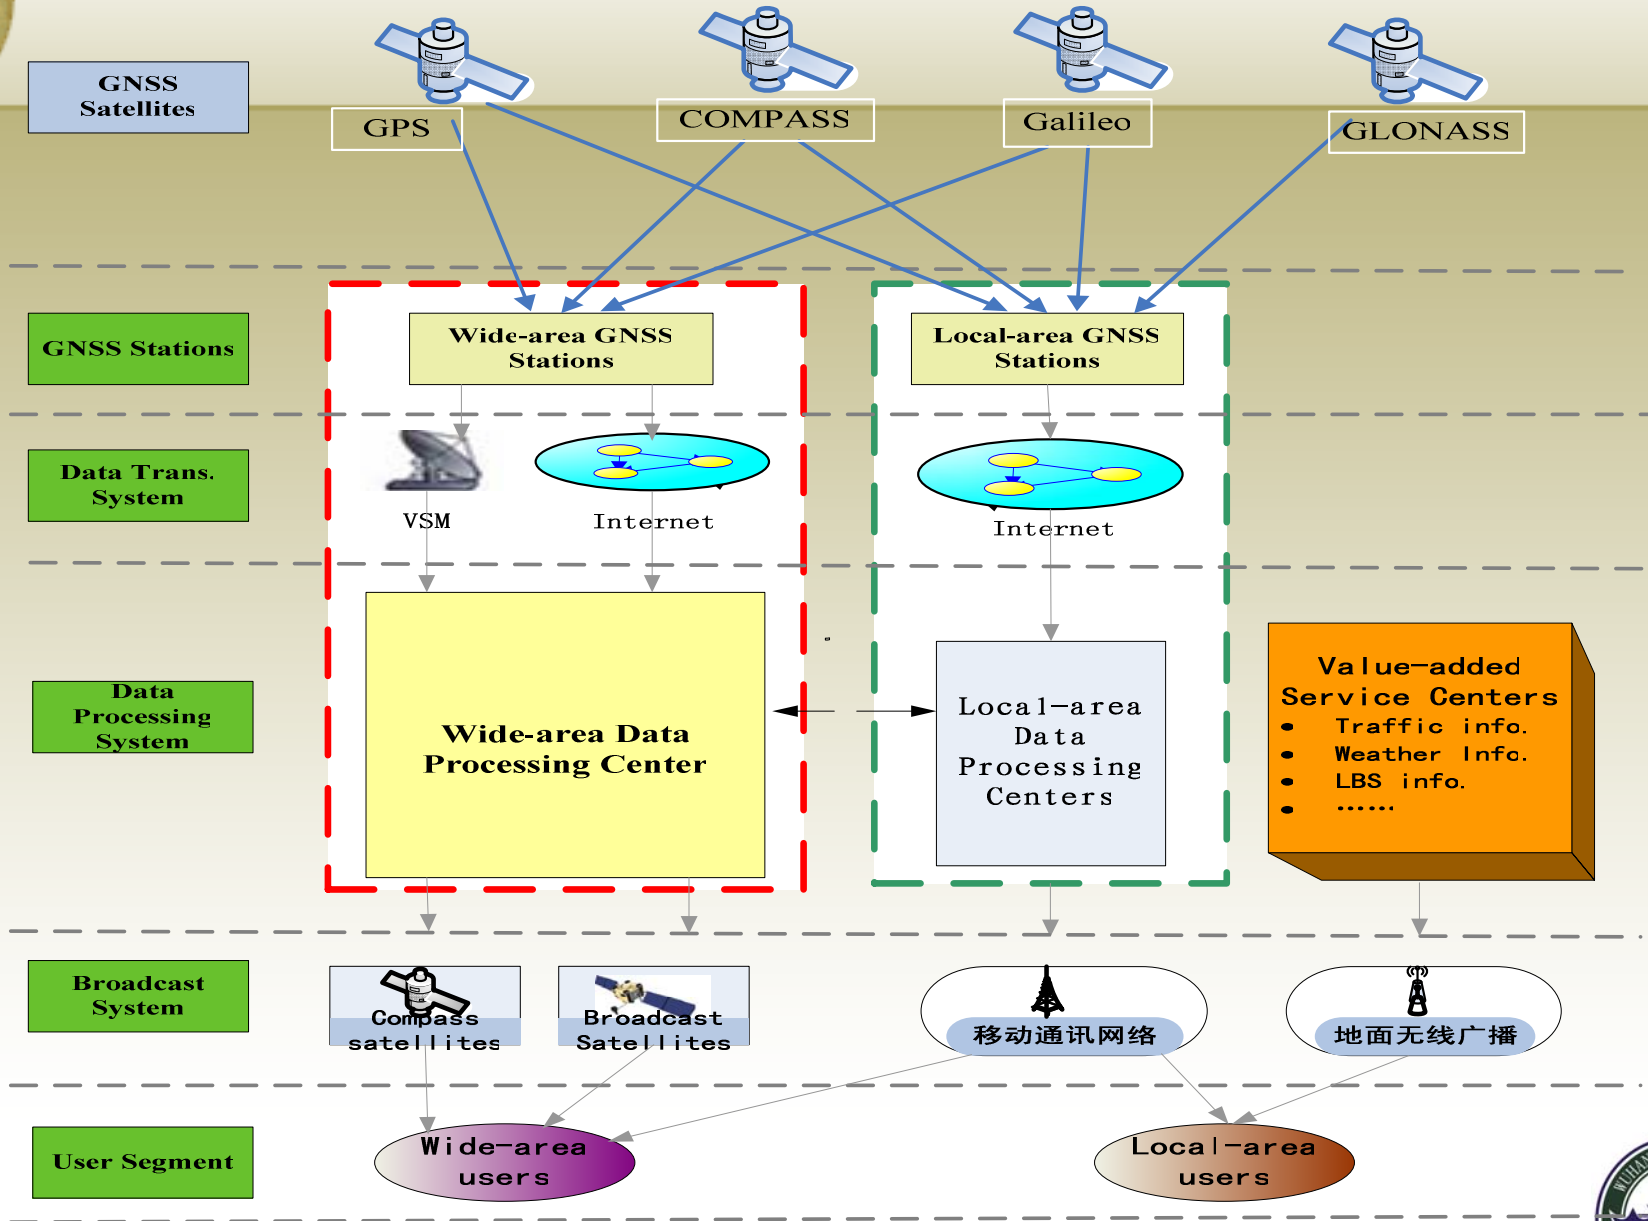 GNSS
Satellites
GPS
COMPASS
Galileo
GLONASS
GNSS Stations
Wide-area GNSS
Stations
Local-area GNSS
Stations
Data Trans.
System
VSM
Internet
Internet
Data
Processing
System
Wide-area Data
Processing Center
Local-area
Data
Processing
Centers
Value-added
Service Centers
• Traffic info.
• Weather Info.
• LBS info.
• ……
Broadcast
System
Compass
satellites
Broadcast
Satellites
移动通讯网络
地面无线广播
User Segment
Wide-area
users
Local-area
users
WUHAN